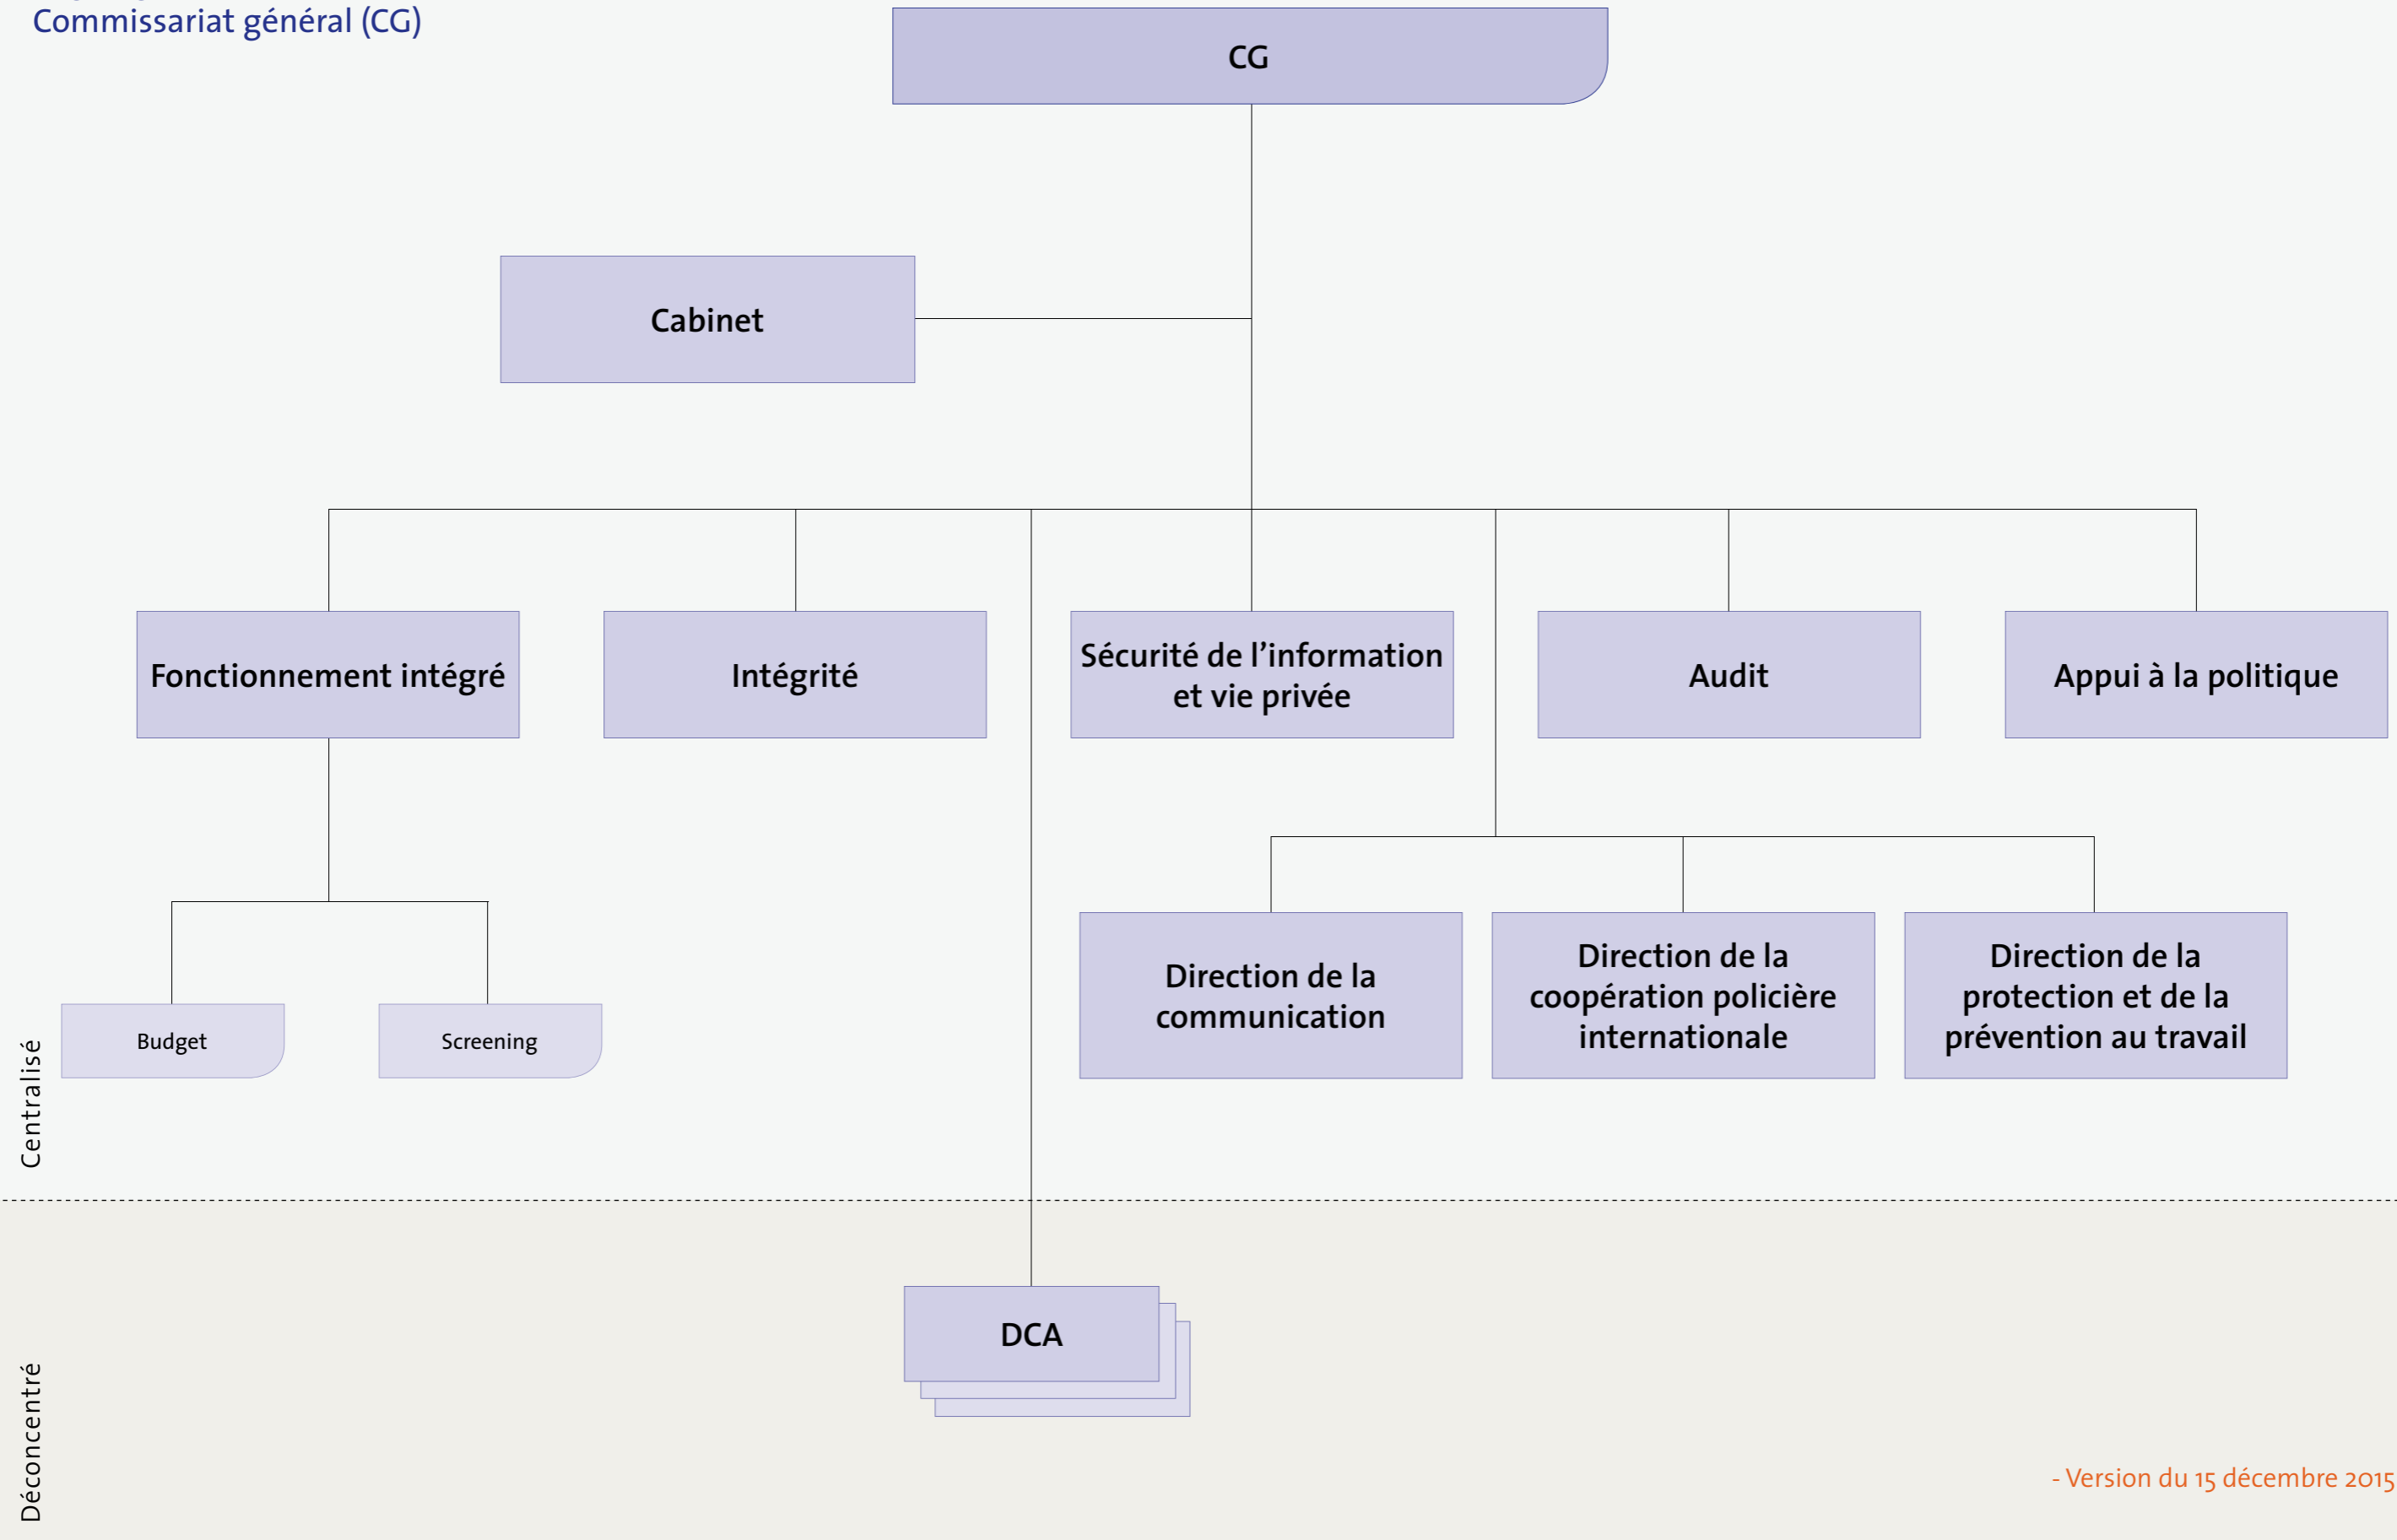 Commissariat général (CG)
CG
Cabinet
Fonctionnement intégré
Intégrité
Sécurité de l’information
et vie privée
Audit
Appui à la politique
Direction de la
communication
Direction de la
coopération policière
internationale
Direction de la
protection et de la
prévention au travail
Budget
Screening
Centralisé
DCA
Déconcentré
- Version du 15 décembre 2015